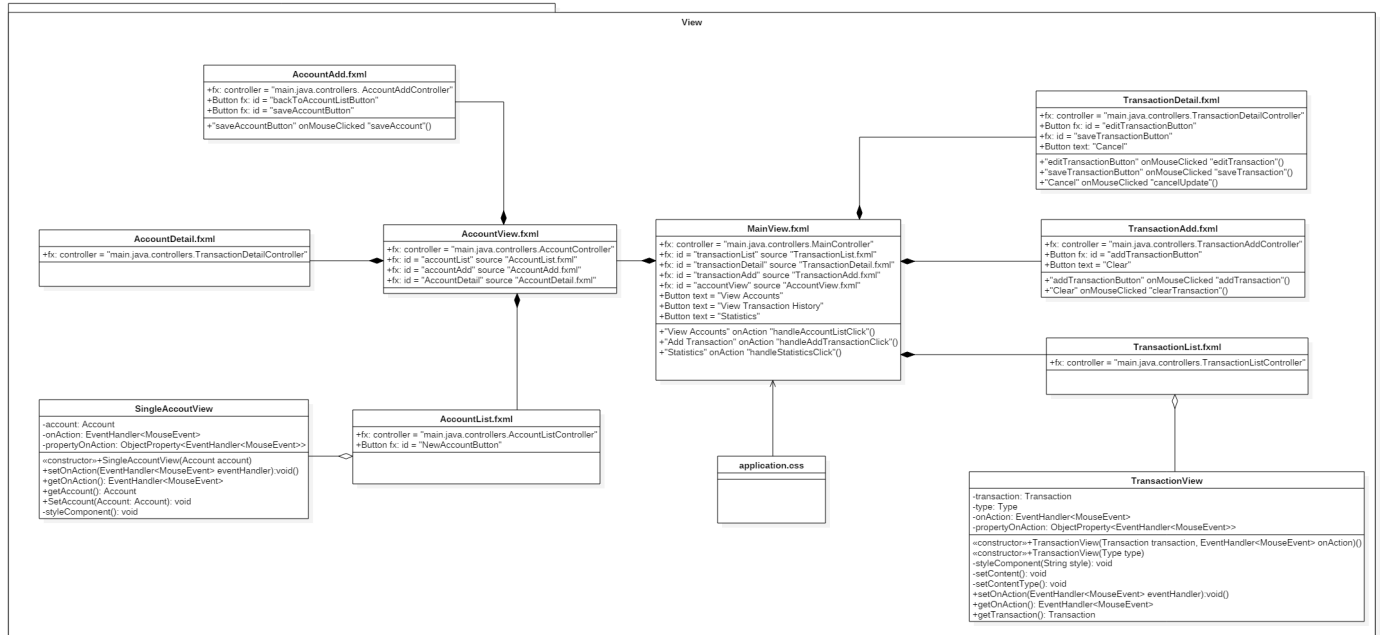 View
AccountAdd.fxml
+fx: controller = "main.java.controllers. AccountAddController"
+Button fx: id = "backToAccountListButton"
+Button fx: id = "saveAccountButton"
+"saveAccountButton" onMouseClicked "saveAccount"()
TransactionDetail.fxml
+fx: controller = "main.java.controllers.TransactionDetailController"
+Button fx: id = "editTransactionButton"
+fx: id = "saveTransactionButton"
+Button text: "Cancel"
+"editTransactionButton" onMouseClicked "editTransaction"()
+"saveTransactionButton" onMouseClicked "saveTransaction"()
+"Cancel" onMouseClicked "cancelUpdate"()
AccountDetail.fxml
+fx: controller = "main.java.controllers.TransactionDetailController"
AccountView.fxml
+fx: controller = "main.java.controllers.AccountController"
+fx: id = "accountList" source "AccountList.fxml"
+fx: id = "accountAdd" source "AccountAdd.fxml"
+fx: id = "AccountDetail" source "AccountDetail.fxml"
MainView.fxml
+fx: controller = "main.java.controllers.MainController"
+fx: id = "transactionList" source "TransactionList.fxml"
+fx: id = "transactionDetail" source "TransactionDetail.fxml"
+fx: id = "transactionAdd" source "TransactionAdd.fxml"
+fx: id = "accountView" source "AccountView.fxml"
+Button text = "View Accounts"
+Button text = "View Transaction History"
+Button text = "Statistics"
+"View Accounts" onAction "handleAccountListClick"()
+"Add Transaction" onAction "handleAddTransactionClick"()
+"Statistics" onAction "handleStatisticsClick"()
TransactionAdd.fxml
+fx: controller = "main.java.controllers.TransactionAddController"
+Button fx: id = "addTransactionButton"
+Button text = "Clear"
+"addTransactionButton" onMouseClicked "addTransaction"()
+"Clear" onMouseClicked "clearTransaction"()
TransactionList.fxml
+fx: controller = "main.java.controllers.TransactionListController"
SingleAccoutView
-account: Account
-onAction: EventHandler<MouseEvent>
-propertyOnAction: ObjectProperty<EventHandler<MouseEvent>>
«constructor»+SingleAccountView(Account account)
+setOnAction(EventHandler<MouseEvent> eventHandler):void()
+getOnAction(): EventHandler<MouseEvent>
+getAccount(): Account
+SetAccount(Account: Account): void
-styleComponent(): void
AccountList.fxml
+fx: controller = "main.java.controllers.AccountListController"
+Button fx: id = "NewAccountButton"
application.css
TransactionView
-transaction: Transaction
-type: Type
-onAction: EventHandler<MouseEvent>
-propertyOnAction: ObjectProperty<EventHandler<MouseEvent>>
«constructor»+TransactionView(Transaction transaction, EventHandler<MouseEvent> onAction)()
«constructor»+TransactionView(Type type)
-styleComponent(String style): void
-setContent(): void
-setContentType(): void
+setOnAction(EventHandler<MouseEvent> eventHandler):void()
+getOnAction(): EventHandler<MouseEvent>
+getTransaction(): Transaction